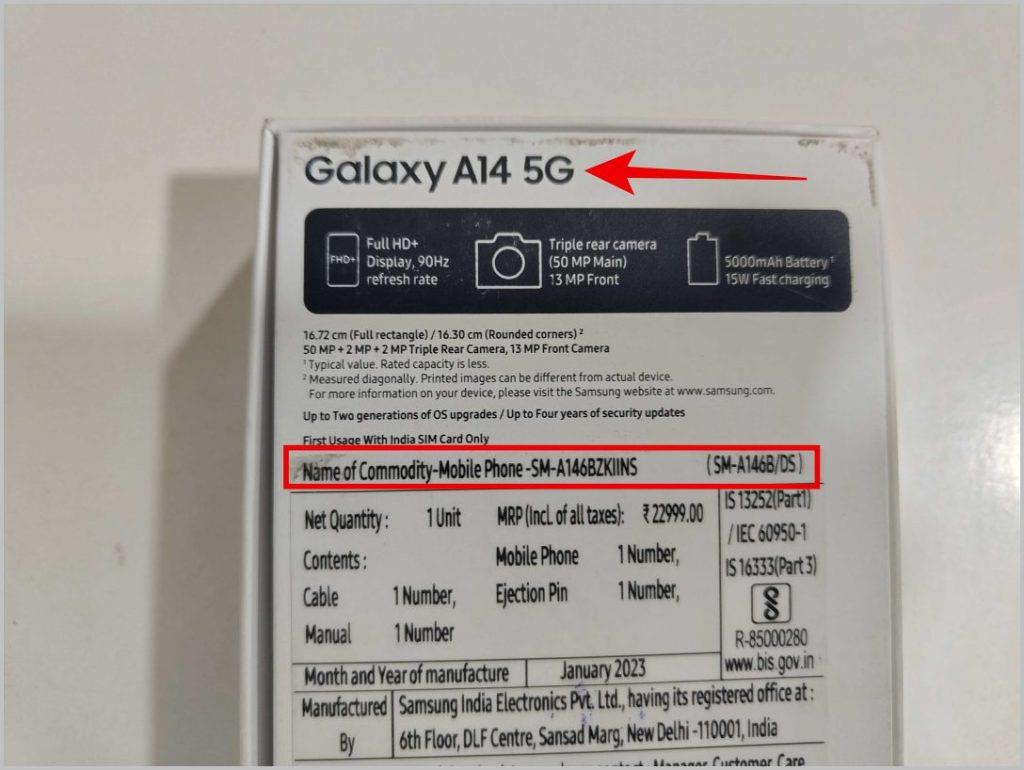 Galaxy A14 5G
FHD+
Full HD+
Display, 90Hz
refresh rate
Triple rear camera
(50 MP Main)
13 MP Front
5000mAh Battery ¹
15W Fast charging
16.72 cm (Full rectangle) / 16.30 cm (Rounded corners) ²
50 MP + 2 MP + 2 MP Triple Rear Camera, 13 MP Front Camera
¹ Typical value. Rated capacity is less.
² Measured diagonally. Printed images can be different from actual device.
For more information on your device, please visit the Samsung website at www.samsung.com.
Up to Two generations of OS upgrades / Up to Four years of security updates
First Usage With India SIM Card Only
Name of Commodity-Mobile Phone -SM-A146BZKIINS (SM-A146B/DS)
Net Quantity : 1 Unit MRP (Incl. of all taxes): ₹ 22999.00
Contents : Mobile Phone 1 Number,
Cable 1 Number, Ejection Pin 1 Number,
Manual 1 Number
IS 13252(Part1)
/ IEC 60950-1
IS 16333(Part 3)
R-85000280
www.bis.gov.in
Month and Year of manufacture January 2023
Manufactured By
Samsung India Electronics Pvt. Ltd., having its registered office at :
6th Floor, DLF Centre, Sansad Marg, New Delhi -110001, India
Manager Customer Care